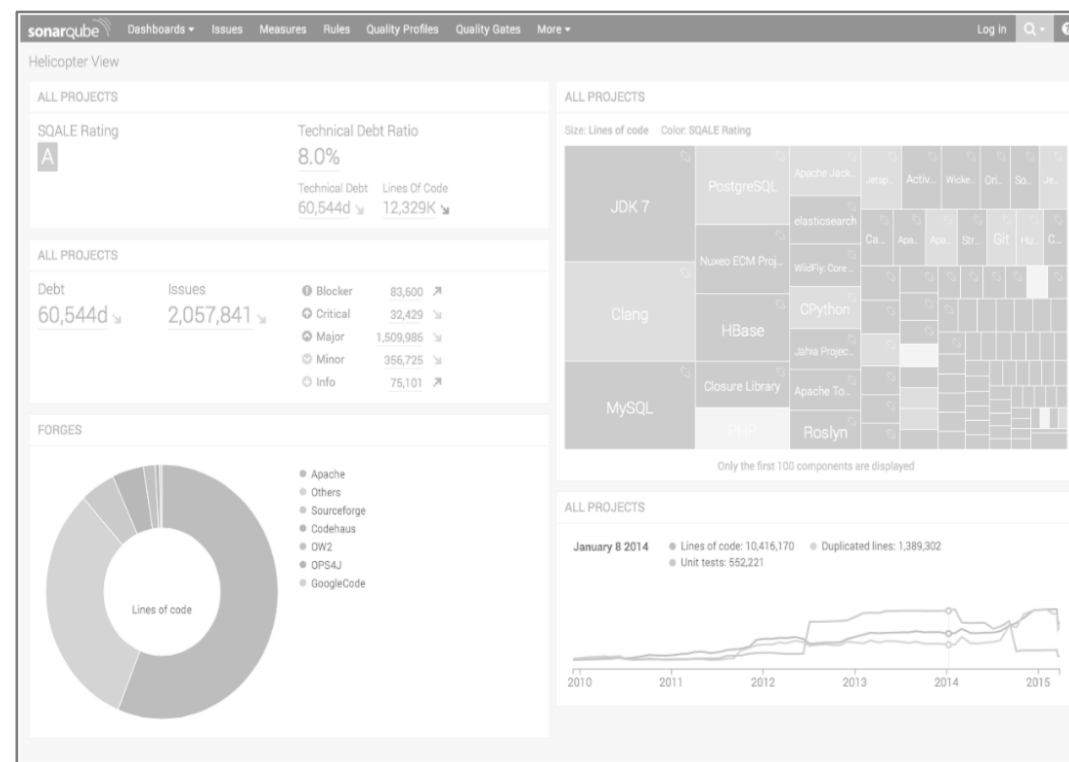 sonarqube Dashboards Issues Measures Rules Quality Profiles Quality Gates More Log in
Helicopter View
ALL PROJECTS
SQALE Rating
A
Technical Debt Ratio
8.0%
Technical Debt Lines Of Code
60,544d 12,329K
ALL PROJECTS
Debt Issues
60,544d 2,057,841
Blocker 83,600
Critical 32,429
Major 1,509,986
Minor 356,725
Info 75,101
FORGES
Lines of code
Apache
Others
Sourceforge
Codehaus
OW2
OPS4J
GoogleCode
ALL PROJECTS
Size: Lines of code Color: SQALE Rating
JDK 7
Clang
MySQL
PostgreSQL
Nuxeo ECM Proj...
HBase
Closure Library
PHP
Apache Jack...
elasticsearch
WildFly: Core ...
CPython
Jahia Projec...
Apache To...
Roslyn
Jetsp... Activ... Wicke... Ori... So... Je...
Ca... Apa... Apa... Str... Git Hu... C...
Only the first 100 components are displayed
ALL PROJECTS
January 8 2014 Lines of code: 10,416,170 Duplicated lines: 1,389,302
Unit tests: 552,221
2010 2011 2012 2013 2014 2015